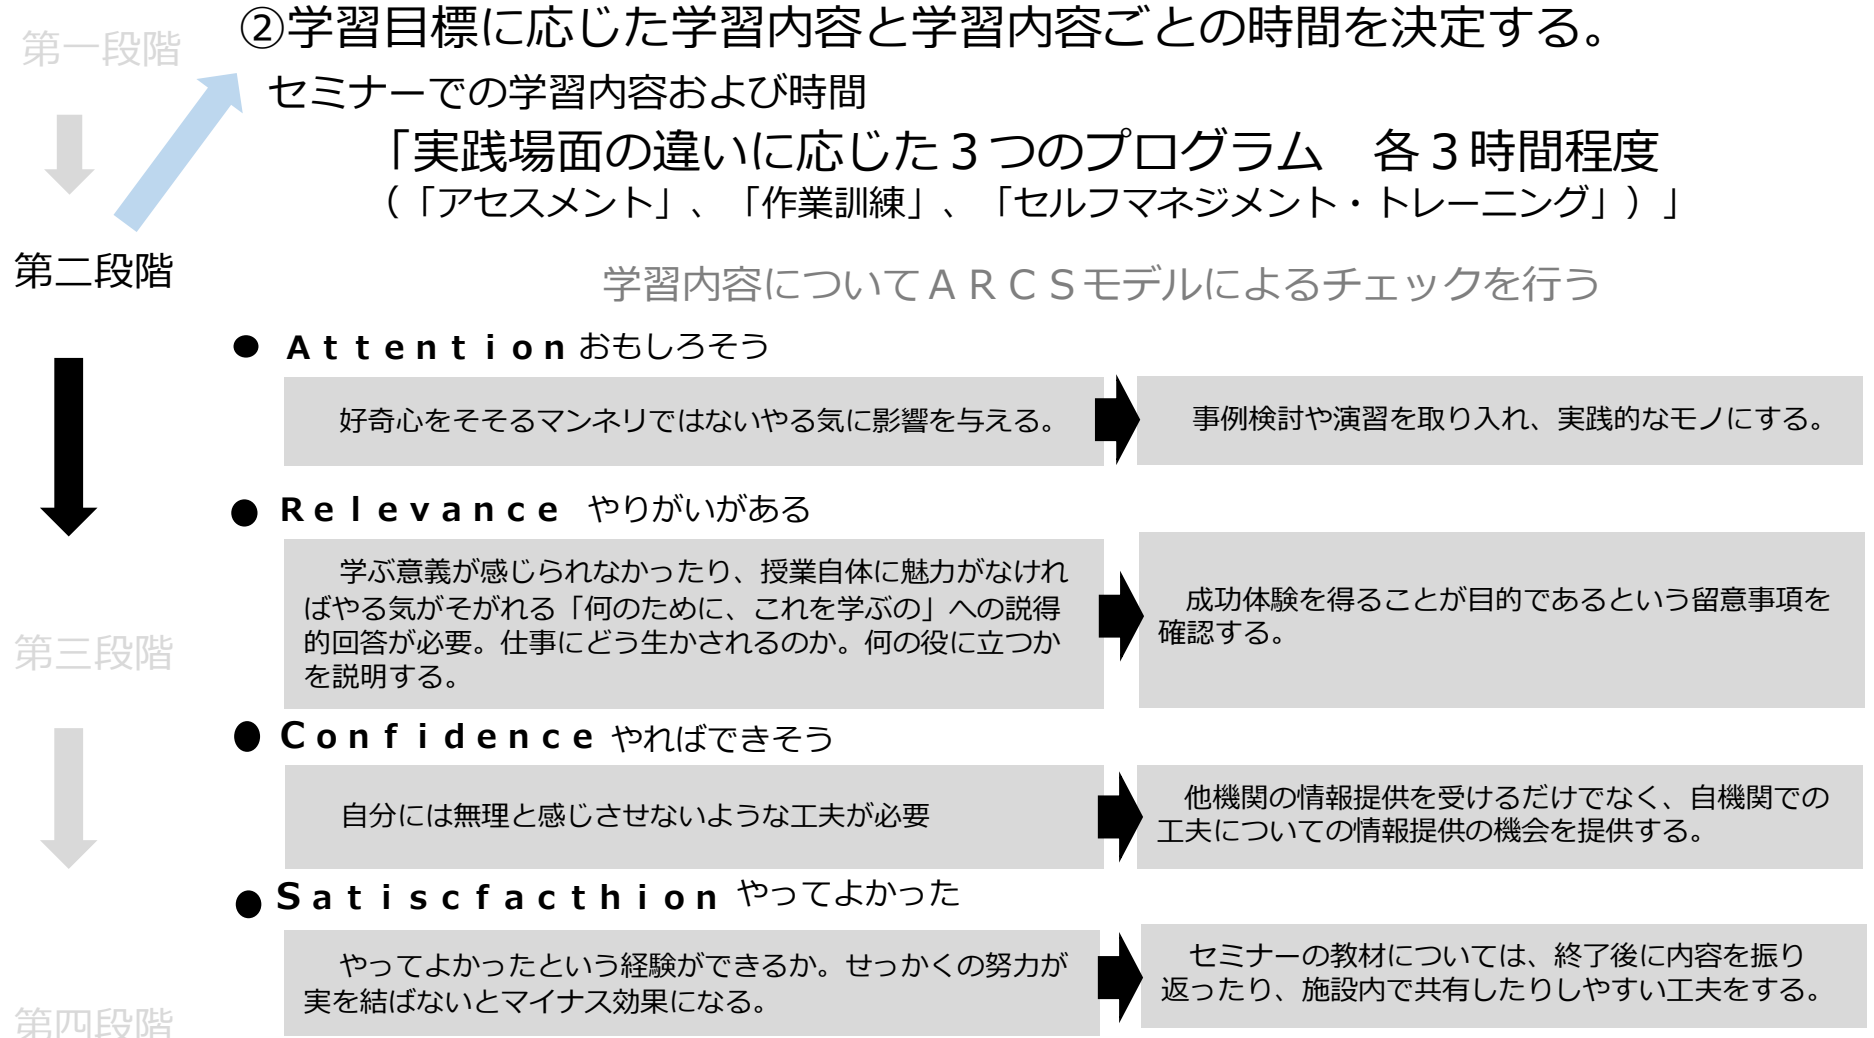 第一段階
②学習目標に応じた学習内容と学習内容ごとの時間を決定する。
セミナーでの学習内容および時間
「実践場面の違いに応じた３つのプログラム　各３時間程度
（「アセスメント」、「作業訓練」、「セルフマネジメント・トレーニング」）」
第二段階
学習内容についてＡＲＣＳモデルによるチェックを行う
● Ａｔｔｅｎｔｉｏｎ おもしろそう
好奇心をそそるマンネリではないやる気に影響を与える。
事例検討や演習を取り入れ、実践的なモノにする。
● Ｒｅｌｅｖａｎｃｅ やりがいがある
学ぶ意義が感じられなかったり、授業自体に魅力がなけれ
ばやる気がそがれる「何のために、これを学ぶの」への説得
的回答が必要。仕事にどう生かされるのか。何の役に立つか
を説明する。
成功体験を得ることが目的であるという留意事項を
確認する。
第三段階
● Ｃｏｎｆｉｄｅｎｃｅ やればできそう
自分には無理と感じさせないような工夫が必要
他機関の情報提供を受けるだけでなく、自機関での
工夫についての情報提供の機会を提供する。
● Ｓａｔｉｓｃｆａｃｔｈｉｏｎ やってよかった
やってよかったという経験ができるか。せっかくの努力が
実を結ばないとマイナス効果になる。
セミナーの教材については、終了後に内容を振り
返ったり、施設内で共有したりしやすい工夫をする。
第四段階